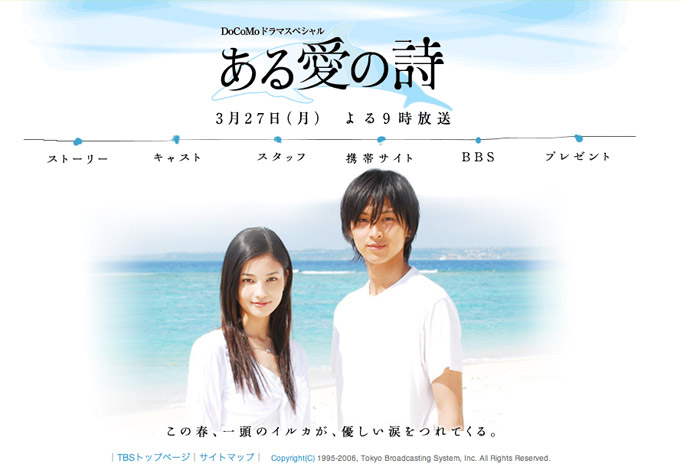 DoCoMoドラマスペシャル
ある愛の詩
3月27日(月) よる9時放送
ストーリー キャスト スタッフ 携帯サイト BBS プレゼント
この春、一頭のイルカが、優しい涙をつれてくる。
| TBSトップページ | サイトマップ | Copyright(C) 1995-2006, Tokyo Broadcasting System, Inc. All Rights Reserved.